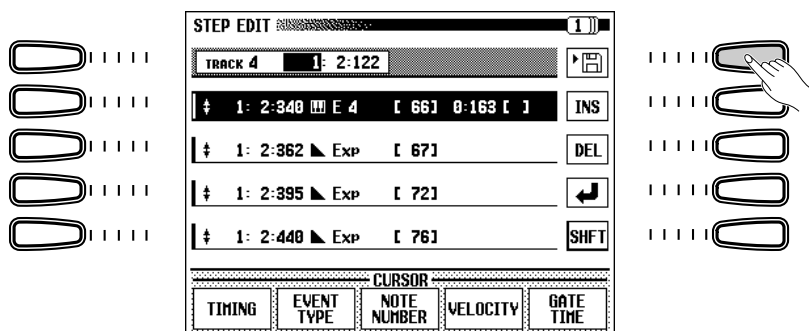 STEP EDIT 1
TRACK 4 1: 2:122
1: 2:340 E 4 [ 66] 0:163 [ ] INS
1: 2:362 Exp [ 67] DEL
1: 2:395 Exp [ 72]
1: 2:440 Exp [ 76] SHFT
CURSOR
TIMING EVENT TYPE NOTE NUMBER VELOCITY GATE TIME